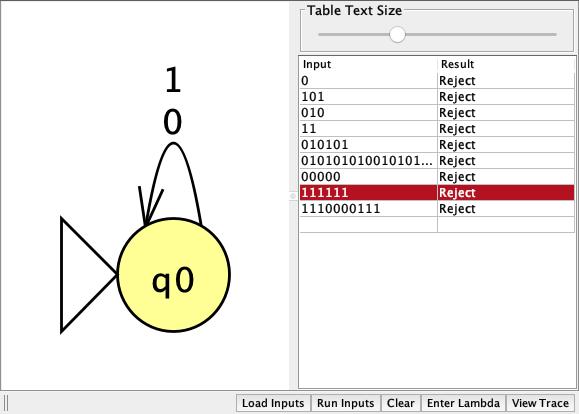 1
0
q0
Table Text Size
Input Result
0 Reject
101 Reject
010 Reject
11 Reject
010101 Reject
010101010010101... Reject
00000 Reject
111111 Reject
1110000111 Reject
Load Inputs Run Inputs Clear Enter Lambda View Trace